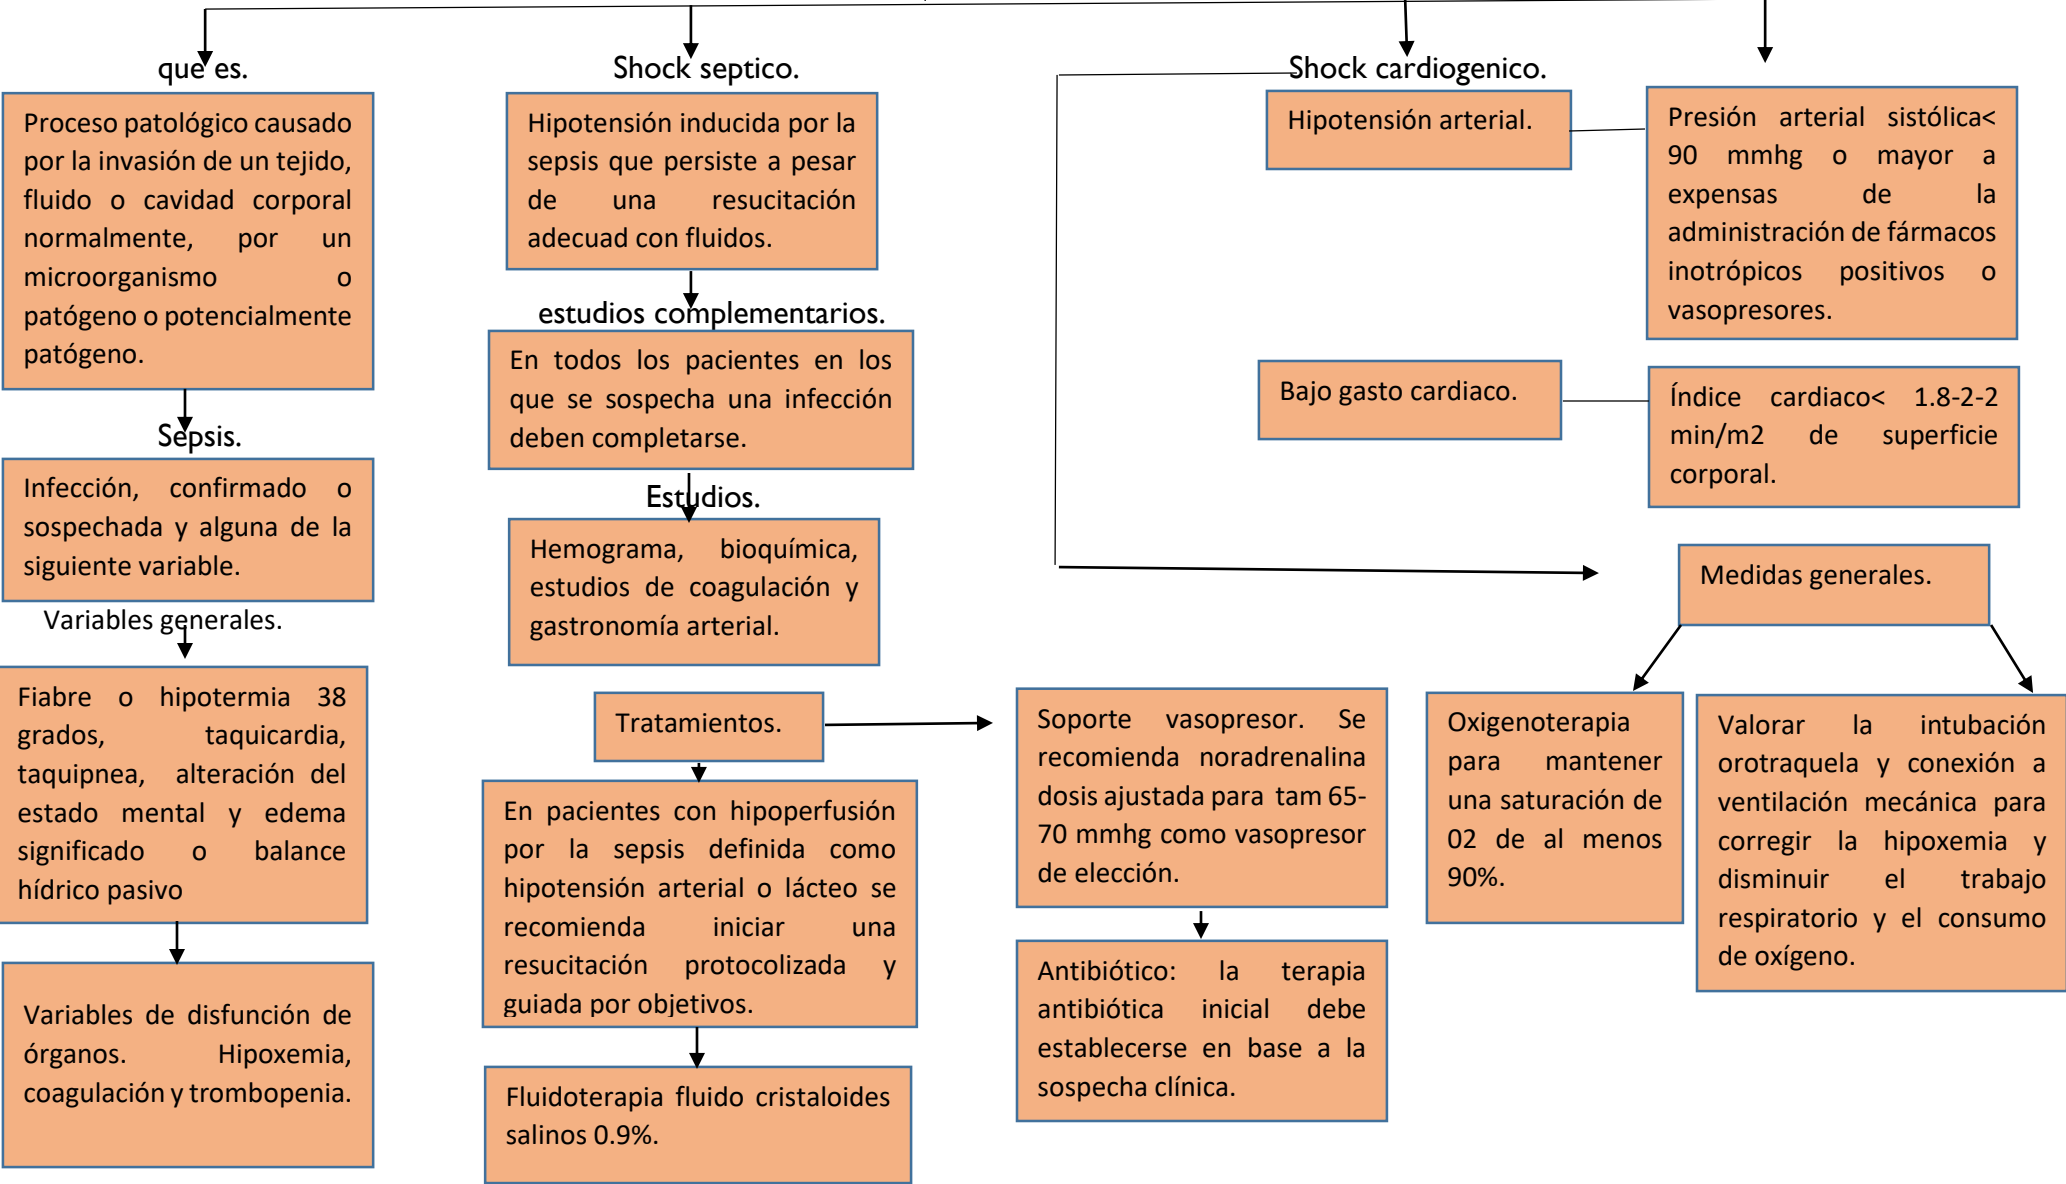 que es.
Proceso patológico causado
por la invasión de un tejido,
fluido o cavidad corporal
normalmente, por un
microorganismo o
patógeno o potencialmente
patógeno.
Sepsis.
Infección, confirmado o
sospechada y alguna de la
siguiente variable.
Variables generales.
Fiabre o hipotermia 38
grados, taquicardia,
taquipnea, alteración del
estado mental y edema
significado o balance
hídrico pasivo
Variables de disfunción de
órganos. Hipoxemia,
coagulación y trombopenia.
Shock septico.
Hipotensión inducida por la
sepsis que persiste a pesar
de una resucitación
adecuad con fluidos.
estudios complementarios.
En todos los pacientes en los
que se sospecha una infección
deben completarse.
Estudios.
Hemograma, bioquímica,
estudios de coagulación y
gastronomía arterial.
Tratamientos.
En pacientes con hipoperfusión
por la sepsis definida como
hipotensión arterial o lácteo se
recomienda iniciar una
resucitación protocolizada y
guiada por objetivos.
Fluidoterapia fluido cristaloides
salinos 0.9%.
Soporte vasopresor. Se
recomienda noradrenalina
dosis ajustada para tam 65-
70 mmhg como vasopresor
de elección.
Antibiótico: la terapia
antibiótica inicial debe
establecerse en base a la
sospecha clínica.
Shock cardiogenico.
Hipotensión arterial.
Presión arterial sistólica<
90 mmhg o mayor a
expensas de la
administración de fármacos
inotrópicos positivos o
vasopresores.
Bajo gasto cardiaco.
Índice cardiaco< 1.8-2-2
min/m2 de superficie
corporal.
Medidas generales.
Oxigenoterapia
para mantener
una saturación de
02 de al menos
90%.
Valorar la intubación
orotraquela y conexión a
ventilación mecánica para
corregir la hipoxemia y
disminuir el trabajo
respiratorio y el consumo
de oxígeno.